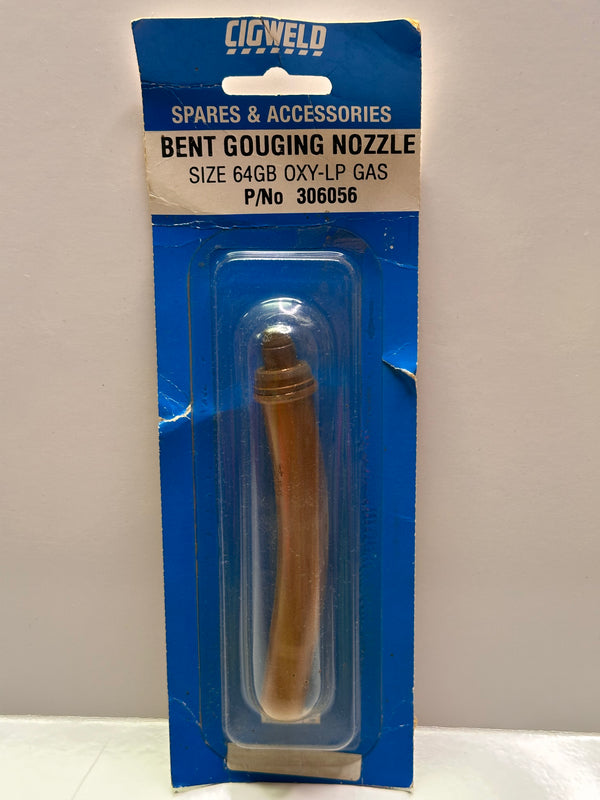 CIGWELD
SPARES & ACCESSORIES
BENT GOUGING NOZZLE
SIZE 64GB OXY-LP GAS
P/No 306056